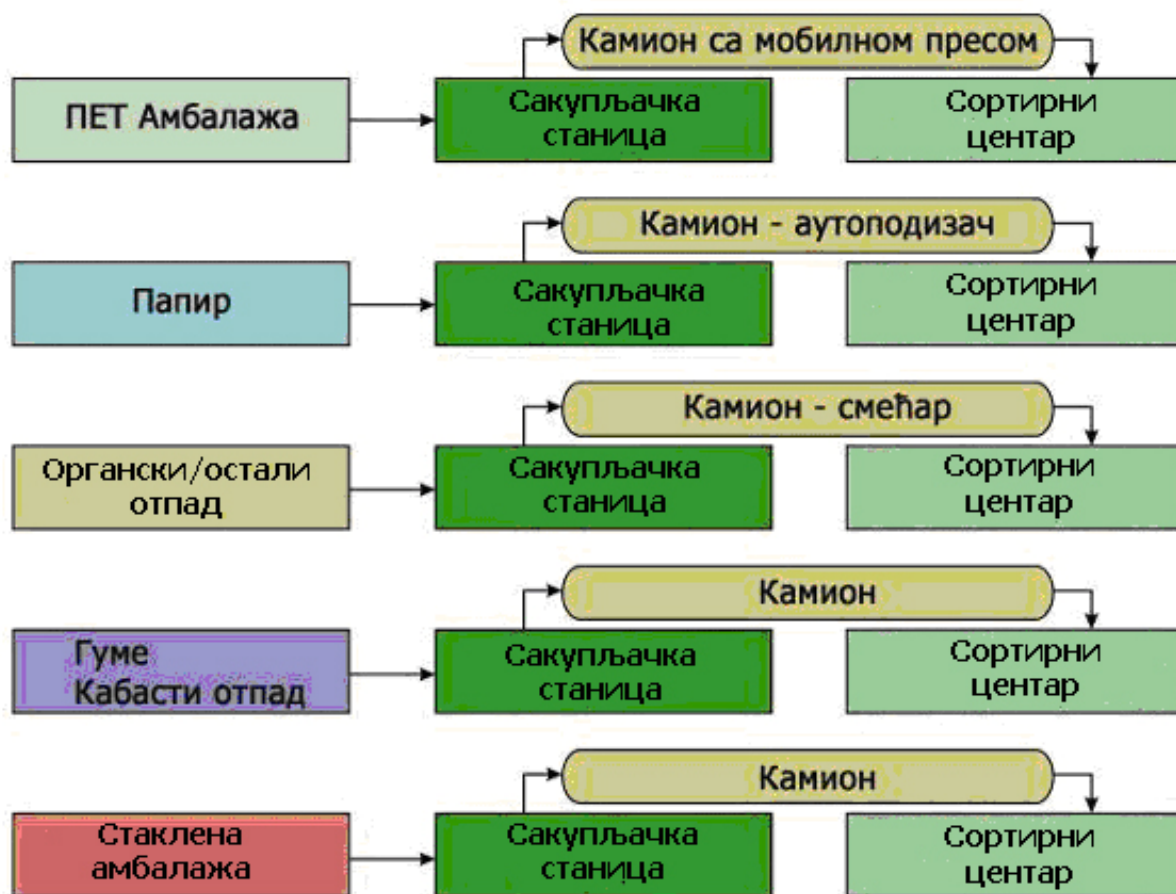 Камион са мобилном пресом
ПЕТ Амбалажа
Сакупљачка
станица
Сортирни
центар
Камион - аутоподизач
Папир
Сакупљачка
станица
Сортирни
центар
Камион - смећар
Органски/остали
отпад
Сакупљачка
станица
Сортирни
центар
Камион
Гуме
Кабасти отпад
Сакупљачка
станица
Сортирни
центар
Камион
Стаклена
амбалажа
Сакупљачка
станица
Сортирни
центар